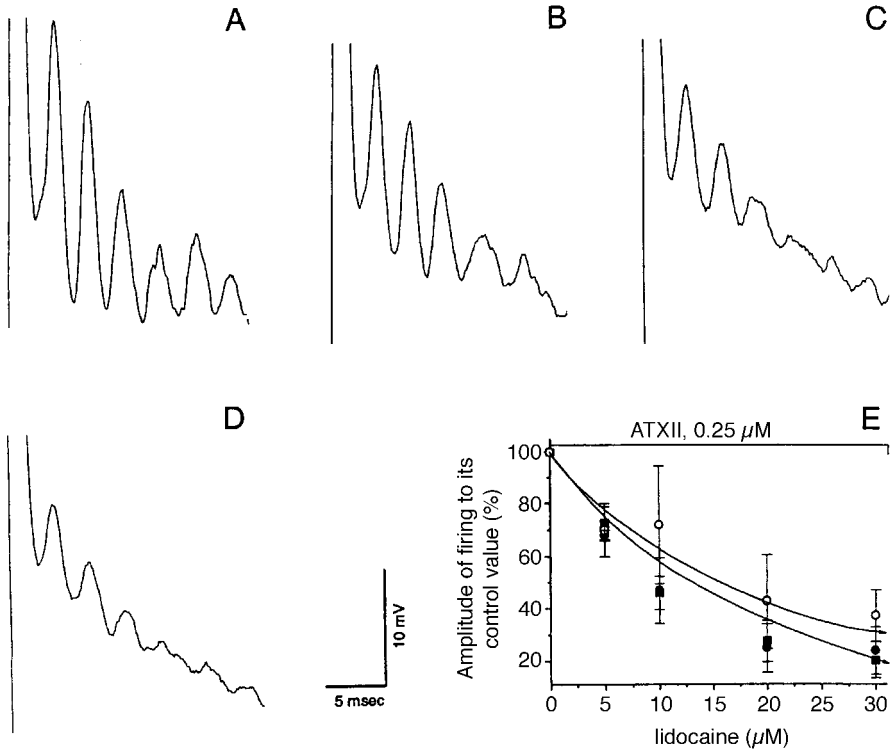 A
B
C
D
10 mV
5 msec
E
ATXII, 0.25 µM
Amplitude of firing to its
control value (%)
100
80
60
40
20
0
5
10
15
20
25
30
lidocaine (µM)